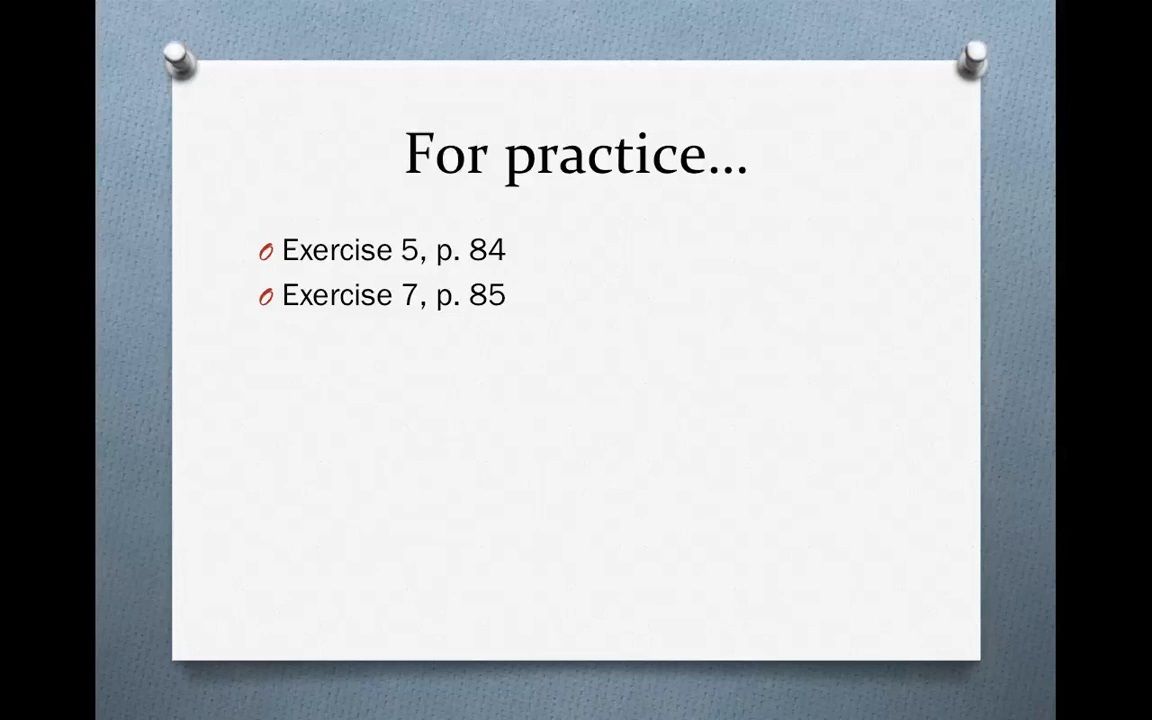 For practice...
Exercise 5, p. 84
Exercise 7, p. 85